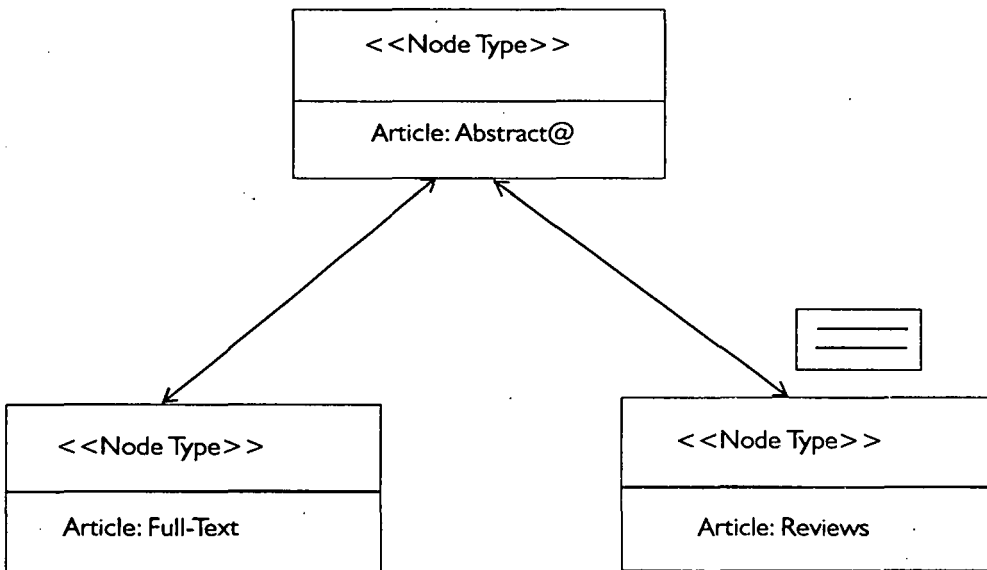 <<Node Type>>
Article: Abstract@
<<Node Type>>
Article: Full-Text
<<Node Type>>
Article: Reviews